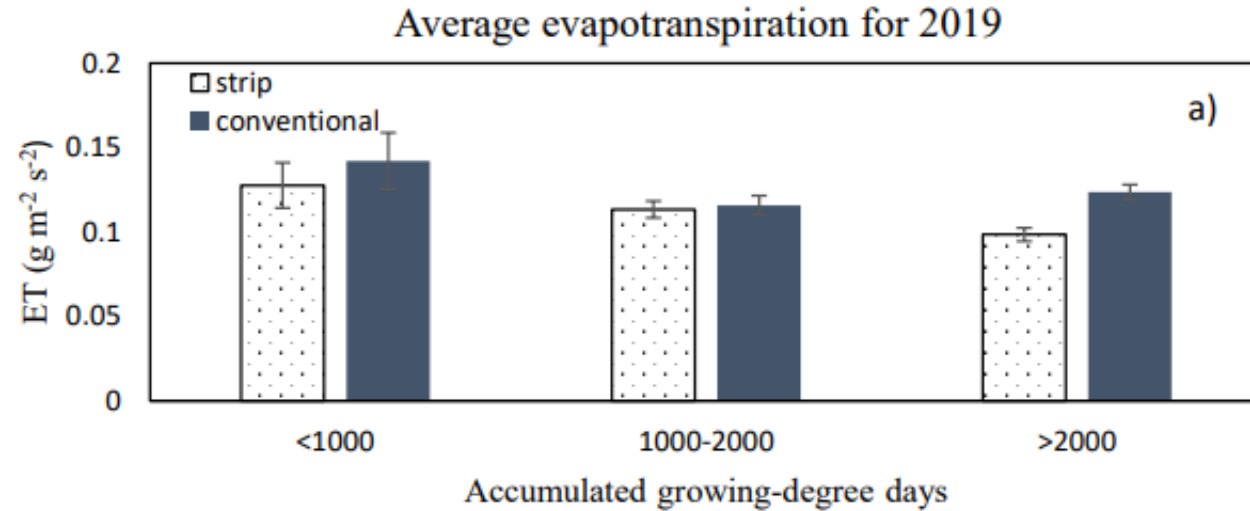 Average evapotranspiration for 2019
0.2
0.15
0.1
0.05
0
ET (g m⁻² s⁻²)
strip
conventional
a)
<1000
1000-2000
>2000
Accumulated growing-degree days